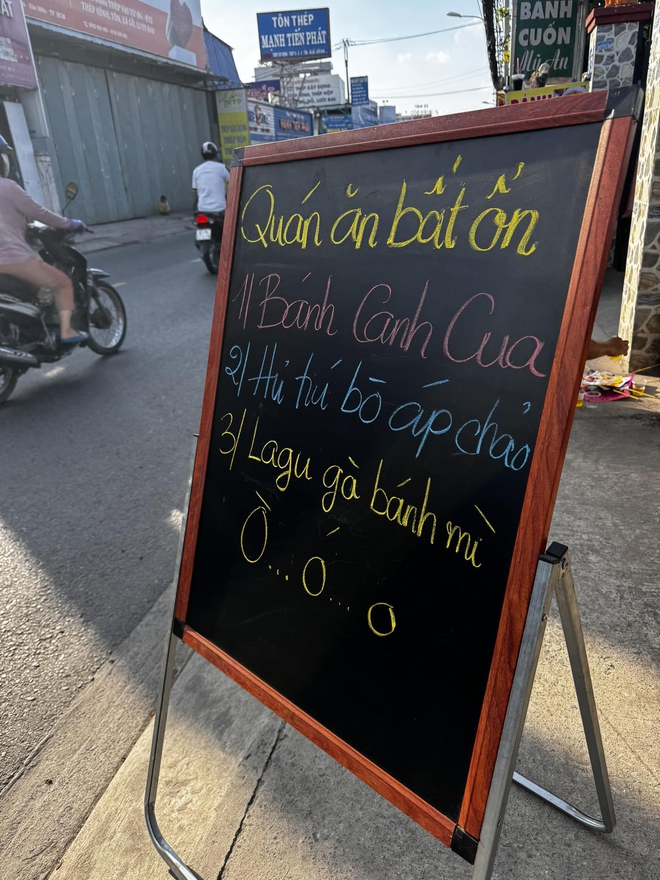 TÔN THÉP
MẠNH TIẾN PHÁT
BÁNH
CUỐN
Quán ăn bất ổn
1) Bánh Canh Cua
2) Hủ tíú bò áp chảo
3) Lagu gà bánh mì
Ồ.... Ố.... O